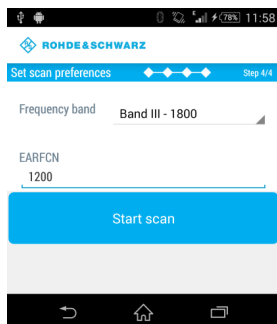 78% 11:58
ROHDE&SCHWARZ
Set scan preferences Step 4/4
Frequency band Band III - 1800
EARFCN
1200
Start scan